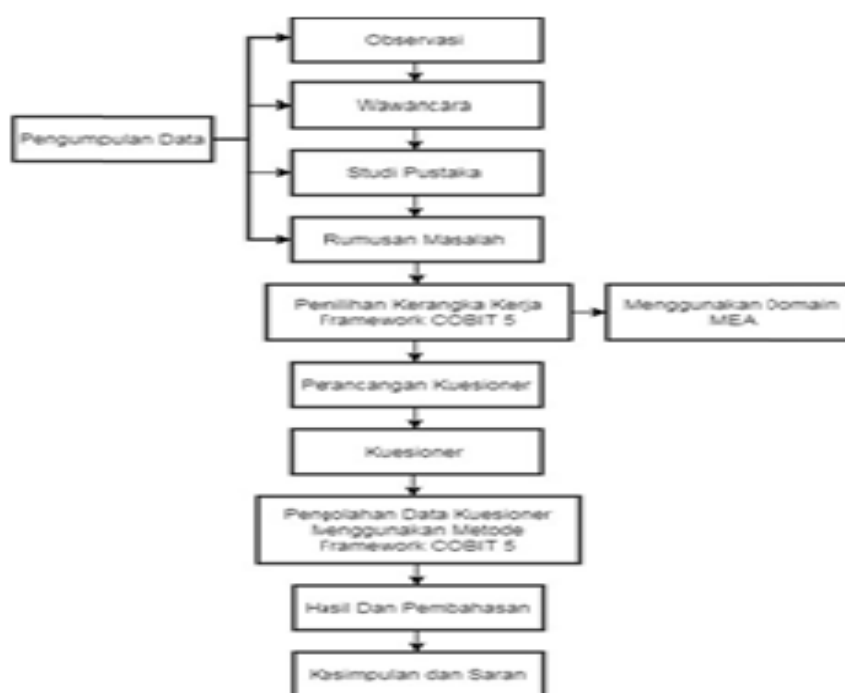 Observasi
Wawancara
Pengumpulan Data
Studi Pustaka
Rumusan Masalah
Pemilihan Kerangka Kerja
Framework COBIT 5
Menggunakan Domain
MEA
Perancangan Kuesioner
Kuesioner
Pengolahan Data Kuesioner
Menggunakan Metode
Framework COBIT 5
Hasil Dan Pembahasan
Kesimpulan dan Saran